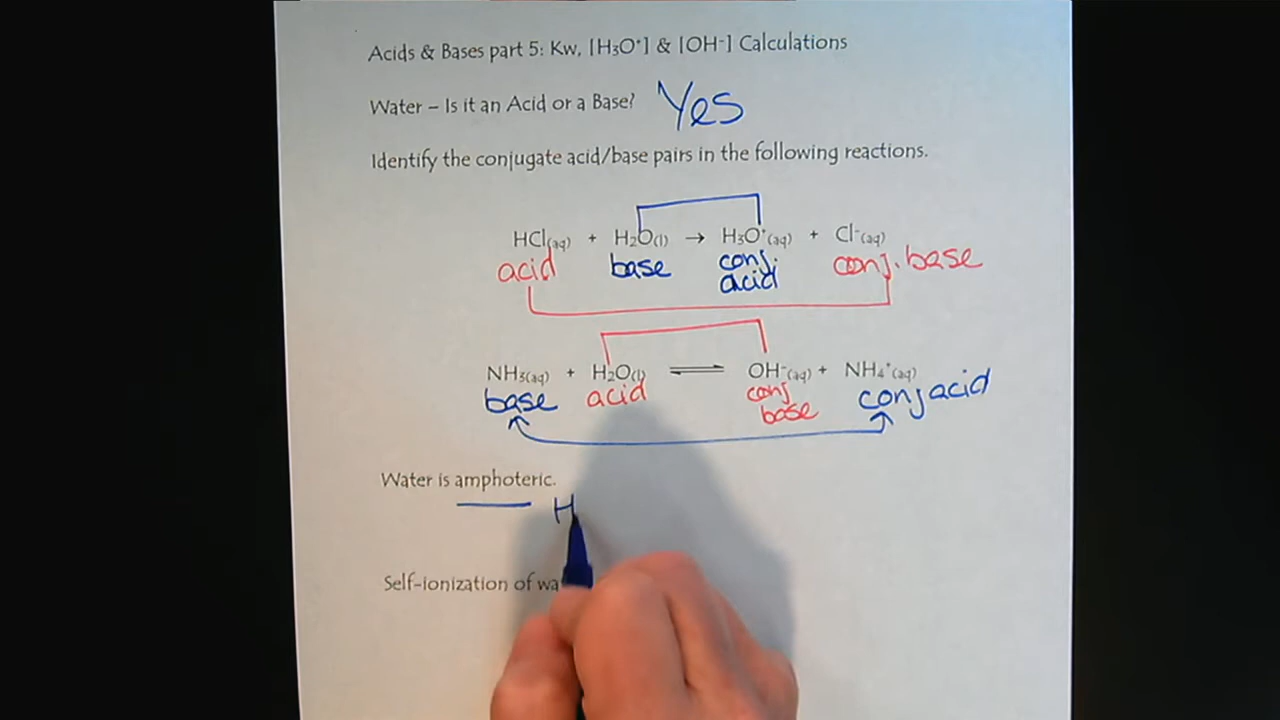 Acids & Bases part 5: Kw, [H₃O⁺] & [OH⁻] Calculations
Water – Is it an Acid or a Base? Yes
Identify the conjugate acid/base pairs in the following reactions.
HCl(aq) + H₂O(l) → H₃O⁺(aq) + Cl⁻(aq)
acid base conj. acid conj. base
NH₃(aq) + H₂O(l) ⇌ OH⁻(aq) + NH₄⁺(aq)
base acid conj base conj acid
Water is amphoteric.
H
Self-ionization of